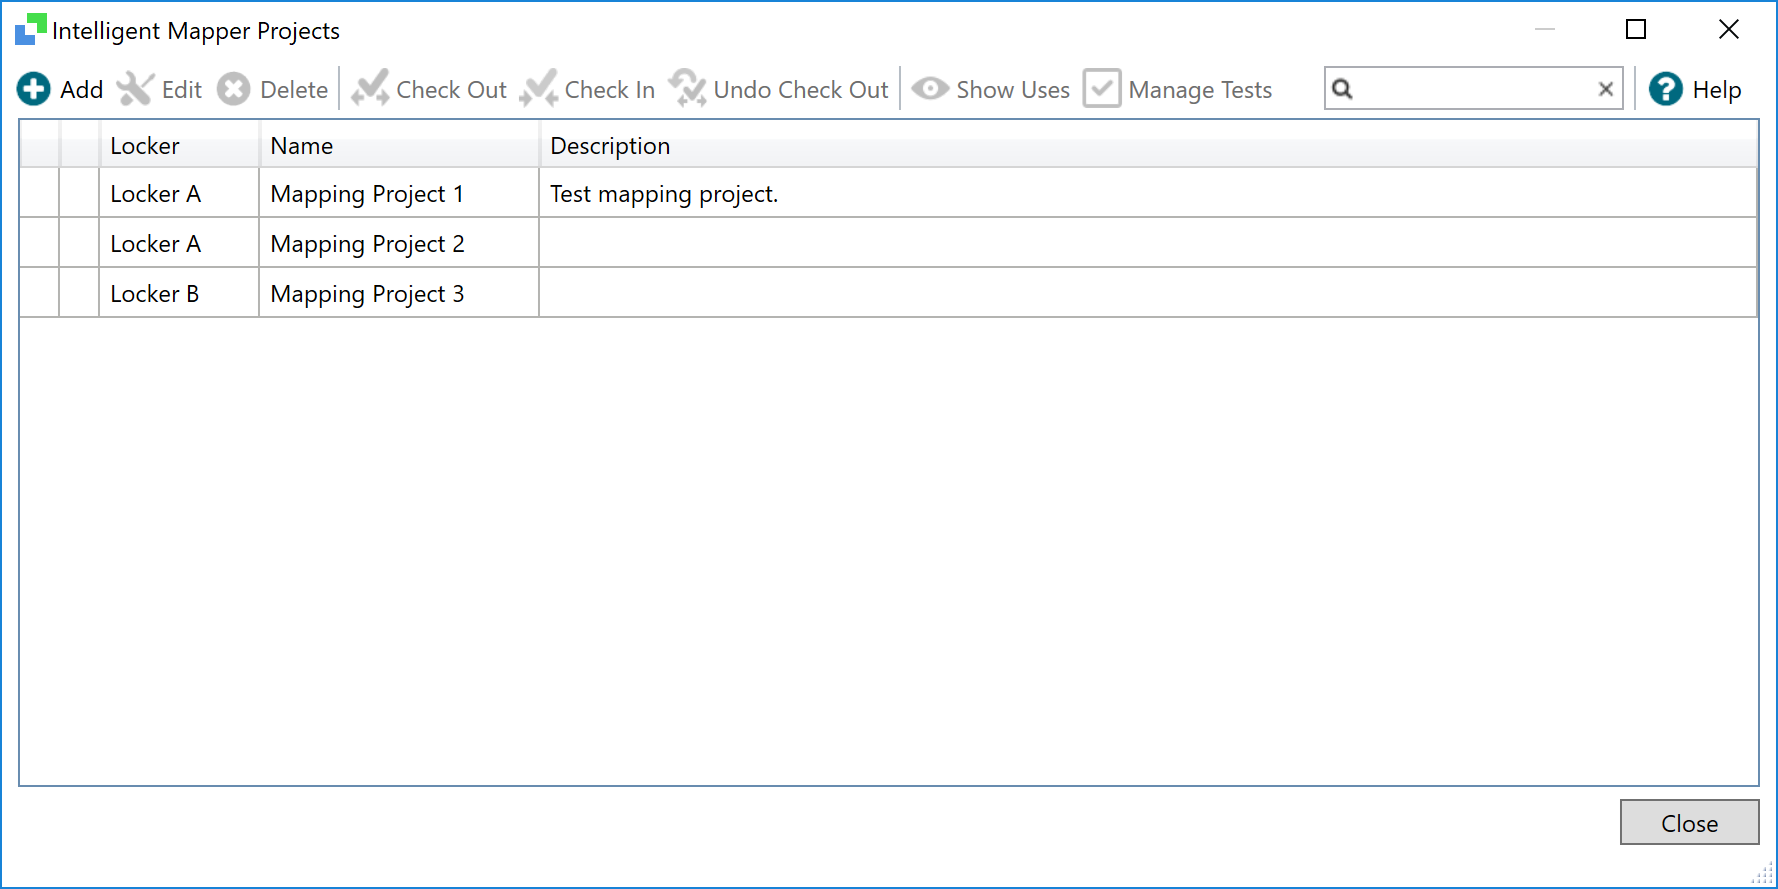 Intelligent Mapper Projects
Add Edit Delete Check Out Check In Undo Check Out Show Uses Manage Tests Help
Locker Name Description
Locker A Mapping Project 1 Test mapping project.
Locker A Mapping Project 2
Locker B Mapping Project 3
Close